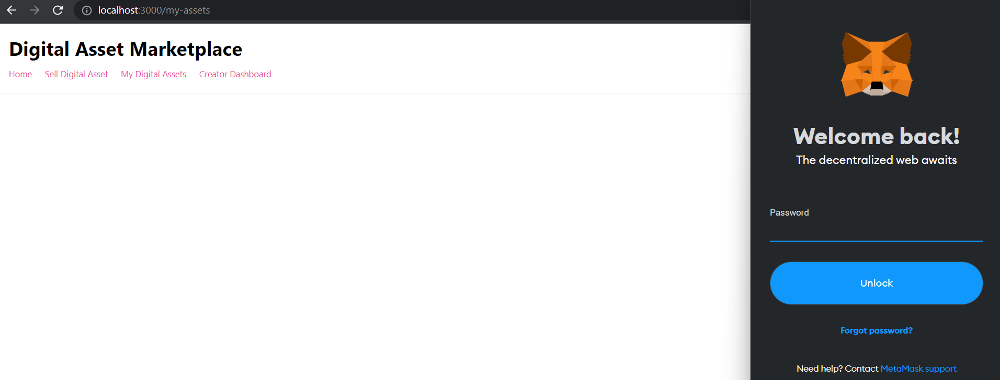 localhost:3000/my-assets
Digital Asset Marketplace
Home Sell Digital Asset My Digital Assets Creator Dashboard
Welcome back!
The decentralized web awaits
Password
Unlock
Forgot password?
Need help? Contact MetaMask support